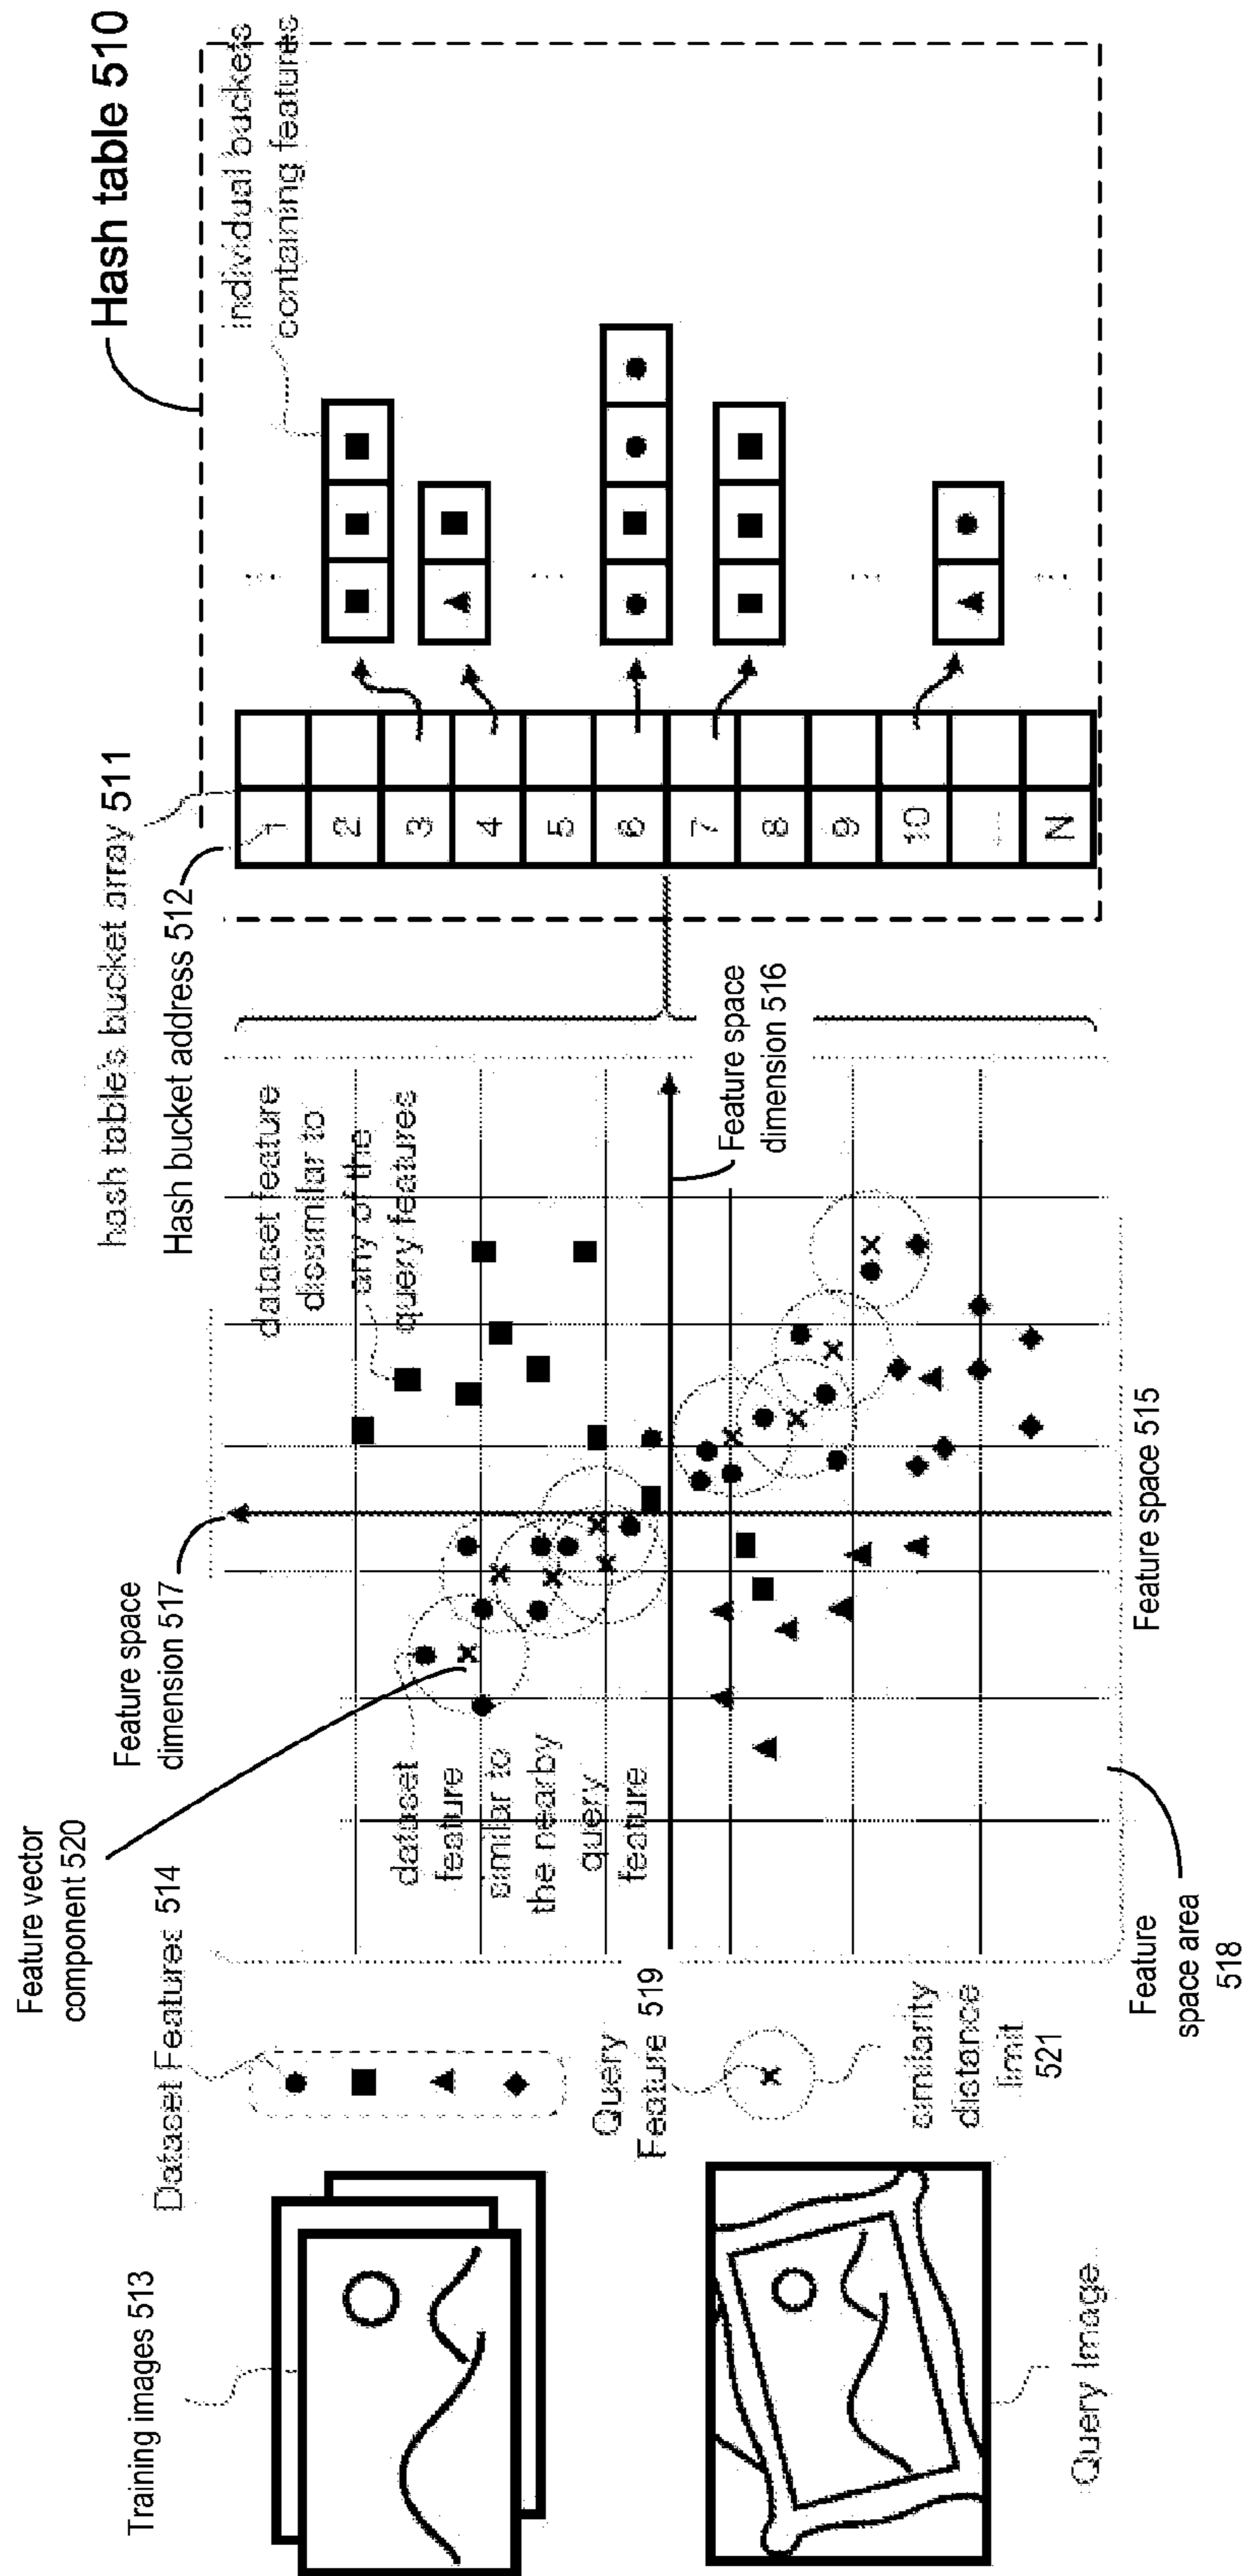 Training images 513
Query Image
Dataset Features 514
Query
Feature 519
similarity
distance
limit
521
Feature vector
component 520
Feature space
dimension 517
dataset
feature
similar to
the nearby
query
feature
dataset feature
dissimilar to
any of the
query features
Feature space
dimension 516
Feature space 515
Feature
space area
518
hash table's bucket array 511
Hash bucket address 512
1
2
3
4
5
6
7
8
9
10
...
N
Hash table 510
individual buckets
containing features